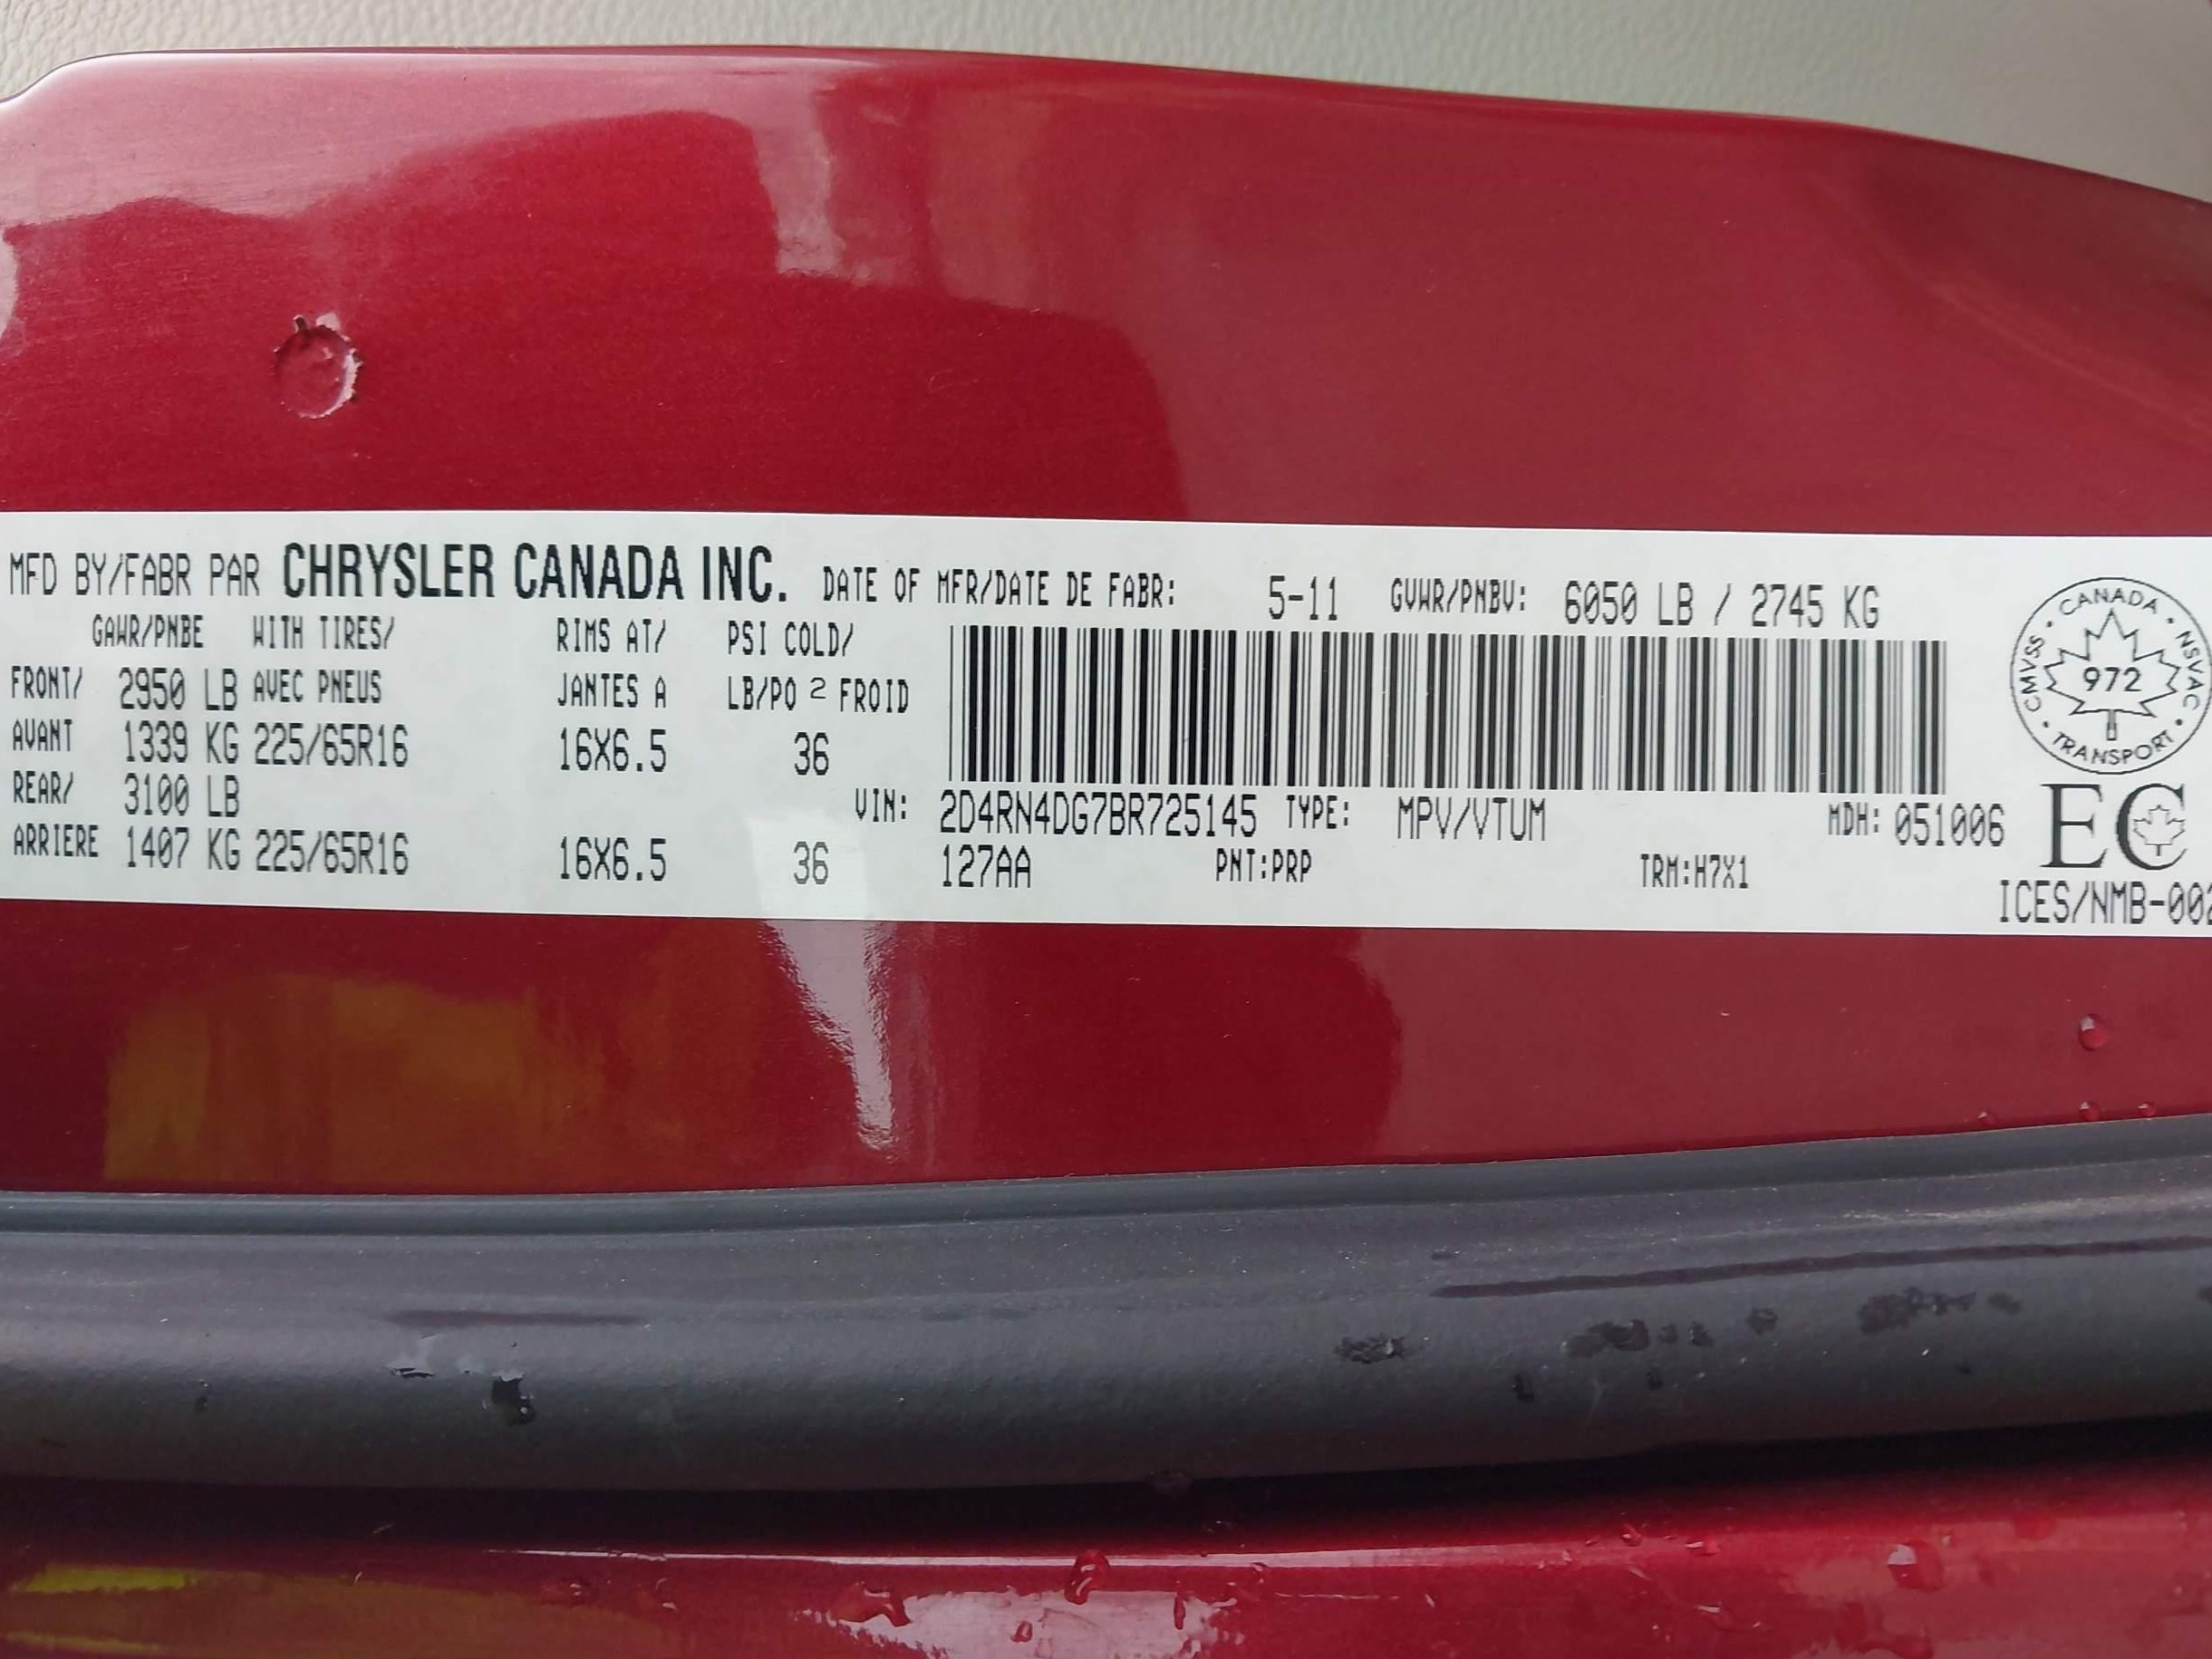 MFD BY/FABR PAR CHRYSLER CANADA INC. DATE OF MFR/DATE DE FABR: 5-11 GVWR/PNBV: 6050 LB / 2745 KG
GAWR/PNBE WITH TIRES/ RIMS AT/ PSI COLD/
FRONT/ 2950 LB AVEC PNEUS JANTES A LB/PO 2 FROID
AVANT 1339 KG 225/65R16 16X6.5 36
REAR/ 3100 LB
VIN: 2D4RN4DG7BR725145 TYPE: MPV/VTUM MDH: 051006
ARRIERE 1407 KG 225/65R16 16X6.5 36 127AA PNT:PRP TRM:H7X1
CANADA • NSVAC • TRANSPORT • CMVSS •
972
EC
ICES/NMB-002